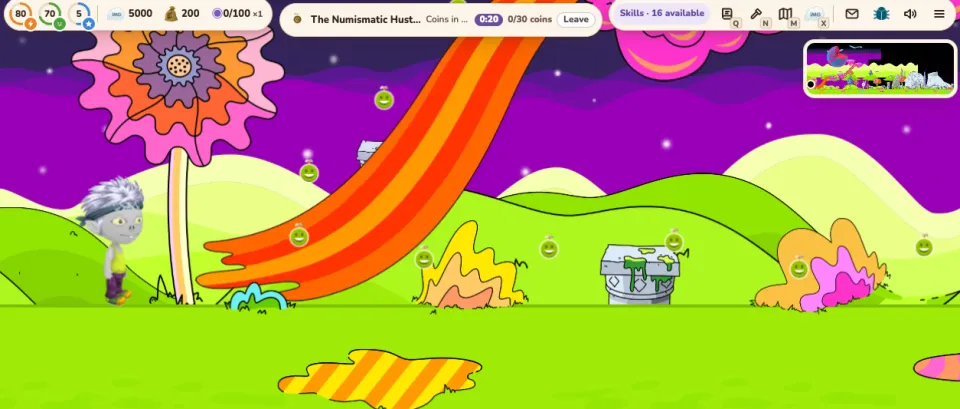 80 70 5 5000 200 0/100 ×1
The Numismatic Hust... Coins in ... 0:20 0/30 coins Leave
Skills · 16 available Q N M X